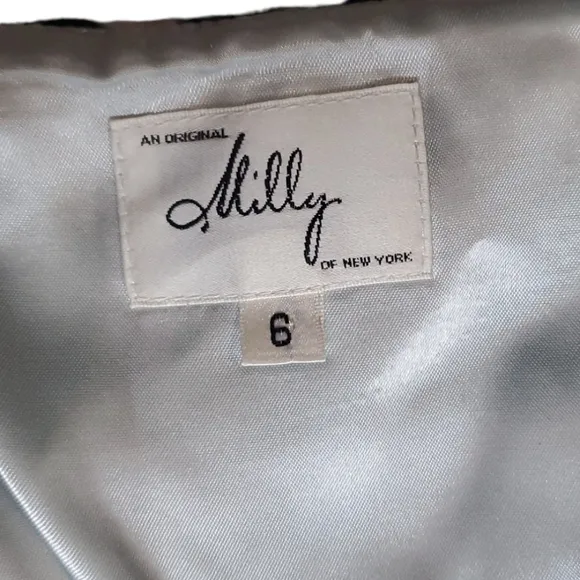 AN ORIGINAL
Milly
OF NEW YORK
6